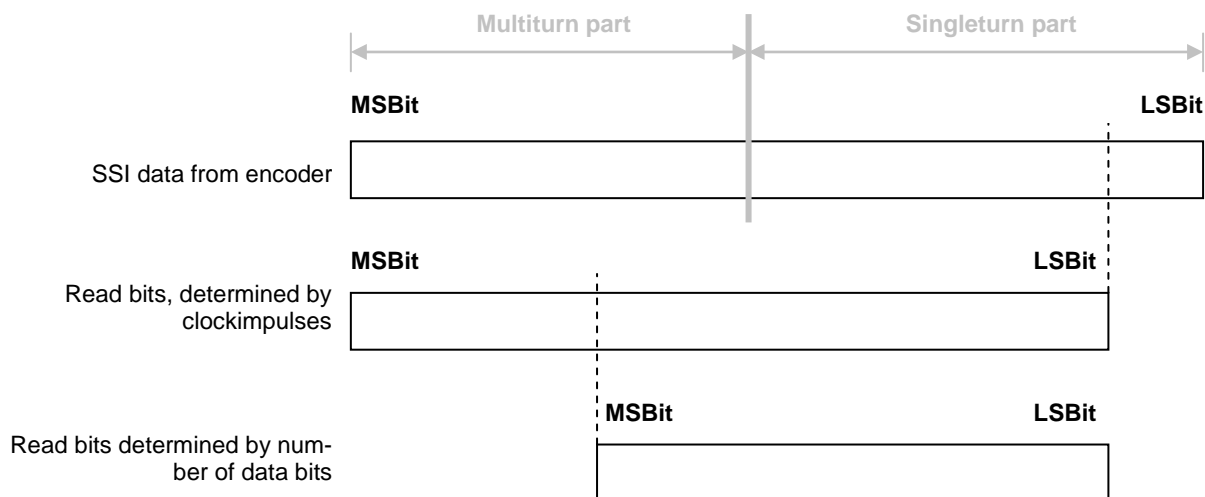 Multiturn part Singleturn part
MSBit LSBit
SSI data from encoder
MSBit LSBit
Read bits, determined by
clockimpulses
MSBit LSBit
Read bits determined by num-
ber of data bits